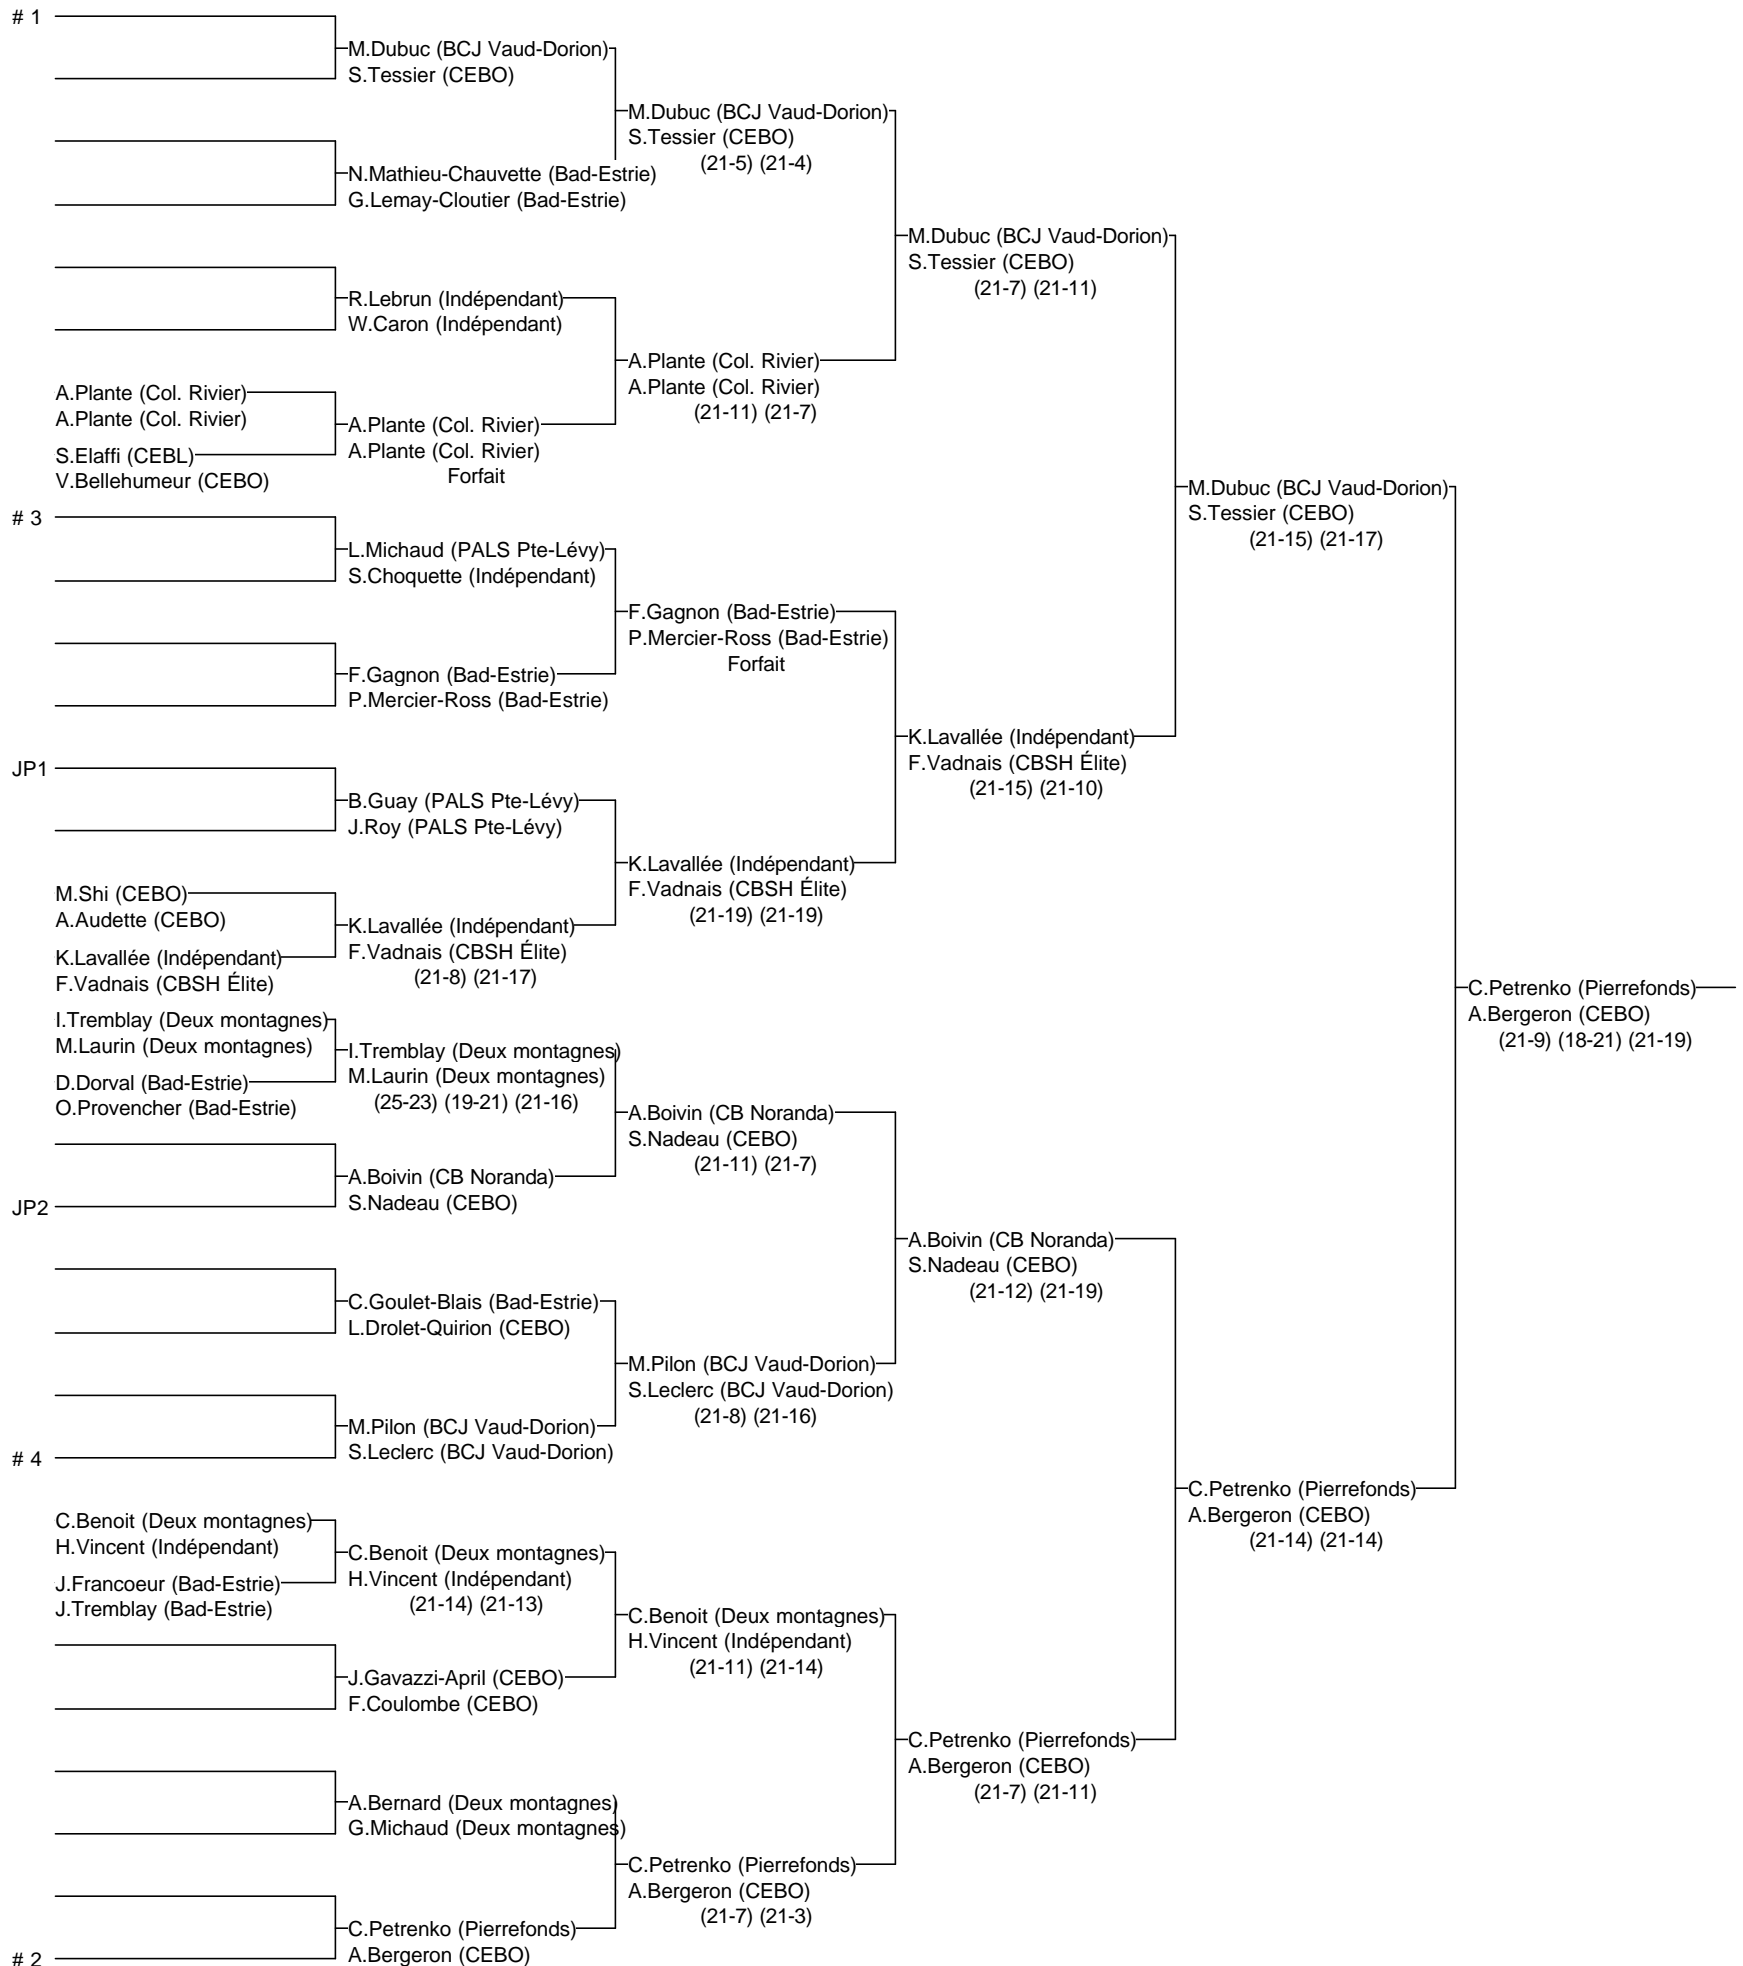 # 1
M.Dubuc (BCJ Vaud-Dorion)
S.Tessier (CEBO)
M.Dubuc (BCJ Vaud-Dorion)
S.Tessier (CEBO)
(21-5) (21-4)
N.Mathieu-Chauvette (Bad-Estrie)
G.Lemay-Cloutier (Bad-Estrie)
M.Dubuc (BCJ Vaud-Dorion)
S.Tessier (CEBO)
(21-7) (21-11)
R.Lebrun (Indépendant)
W.Caron (Indépendant)
A.Plante (Col. Rivier)
A.Plante (Col. Rivier)
(21-11) (21-7)
A.Plante (Col. Rivier)
A.Plante (Col. Rivier)
A.Plante (Col. Rivier)
A.Plante (Col. Rivier)
Forfait
S.Elaffi (CEBL)
V.Bellehumeur (CEBO)
M.Dubuc (BCJ Vaud-Dorion)
S.Tessier (CEBO)
(21-15) (21-17)
# 3
L.Michaud (PALS Pte-Lévy)
S.Choquette (Indépendant)
F.Gagnon (Bad-Estrie)
P.Mercier-Ross (Bad-Estrie)
Forfait
F.Gagnon (Bad-Estrie)
P.Mercier-Ross (Bad-Estrie)
K.Lavallée (Indépendant)
F.Vadnais (CBSH Élite)
(21-15) (21-10)
JP1
B.Guay (PALS Pte-Lévy)
J.Roy (PALS Pte-Lévy)
K.Lavallée (Indépendant)
F.Vadnais (CBSH Élite)
(21-19) (21-19)
M.Shi (CEBO)
A.Audette (CEBO)
K.Lavallée (Indépendant)
F.Vadnais (CBSH Élite)
(21-8) (21-17)
K.Lavallée (Indépendant)
F.Vadnais (CBSH Élite)
C.Petrenko (Pierrefonds)
A.Bergeron (CEBO)
(21-9) (18-21) (21-19)
I.Tremblay (Deux montagnes)
M.Laurin (Deux montagnes)
I.Tremblay (Deux montagnes)
M.Laurin (Deux montagnes)
(25-23) (19-21) (21-16)
D.Dorval (Bad-Estrie)
O.Provencher (Bad-Estrie)
A.Boivin (CB Noranda)
S.Nadeau (CEBO)
(21-11) (21-7)
A.Boivin (CB Noranda)
S.Nadeau (CEBO)
JP2
A.Boivin (CB Noranda)
S.Nadeau (CEBO)
(21-12) (21-19)
C.Goulet-Blais (Bad-Estrie)
L.Drolet-Quirion (CEBO)
M.Pilon (BCJ Vaud-Dorion)
S.Leclerc (BCJ Vaud-Dorion)
(21-8) (21-16)
M.Pilon (BCJ Vaud-Dorion)
S.Leclerc (BCJ Vaud-Dorion)
# 4
C.Petrenko (Pierrefonds)
A.Bergeron (CEBO)
(21-14) (21-14)
C.Benoit (Deux montagnes)
H.Vincent (Indépendant)
C.Benoit (Deux montagnes)
H.Vincent (Indépendant)
(21-14) (21-13)
J.Francoeur (Bad-Estrie)
J.Tremblay (Bad-Estrie)
C.Benoit (Deux montagnes)
H.Vincent (Indépendant)
(21-11) (21-14)
J.Gavazzi-April (CEBO)
F.Coulombe (CEBO)
C.Petrenko (Pierrefonds)
A.Bergeron (CEBO)
(21-7) (21-11)
A.Bernard (Deux montagnes)
G.Michaud (Deux montagnes)
C.Petrenko (Pierrefonds)
A.Bergeron (CEBO)
(21-7) (21-3)
C.Petrenko (Pierrefonds)
A.Bergeron (CEBO)
# 2